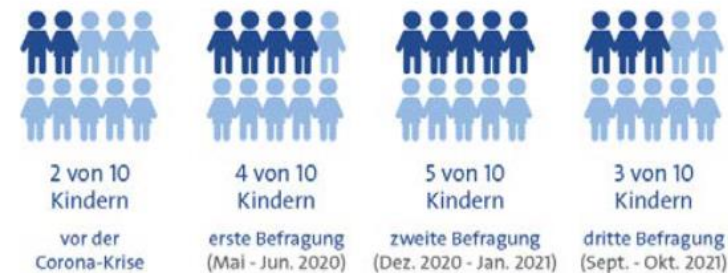 2 von 10
Kindern
vor der
Corona-Krise
4 von 10
Kindern
erste Befragung
(Mai - Jun. 2020)
5 von 10
Kindern
zweite Befragung
(Dez. 2020 - Jan. 2021)
3 von 10
Kindern
dritte Befragung
(Sept. - Okt. 2021)